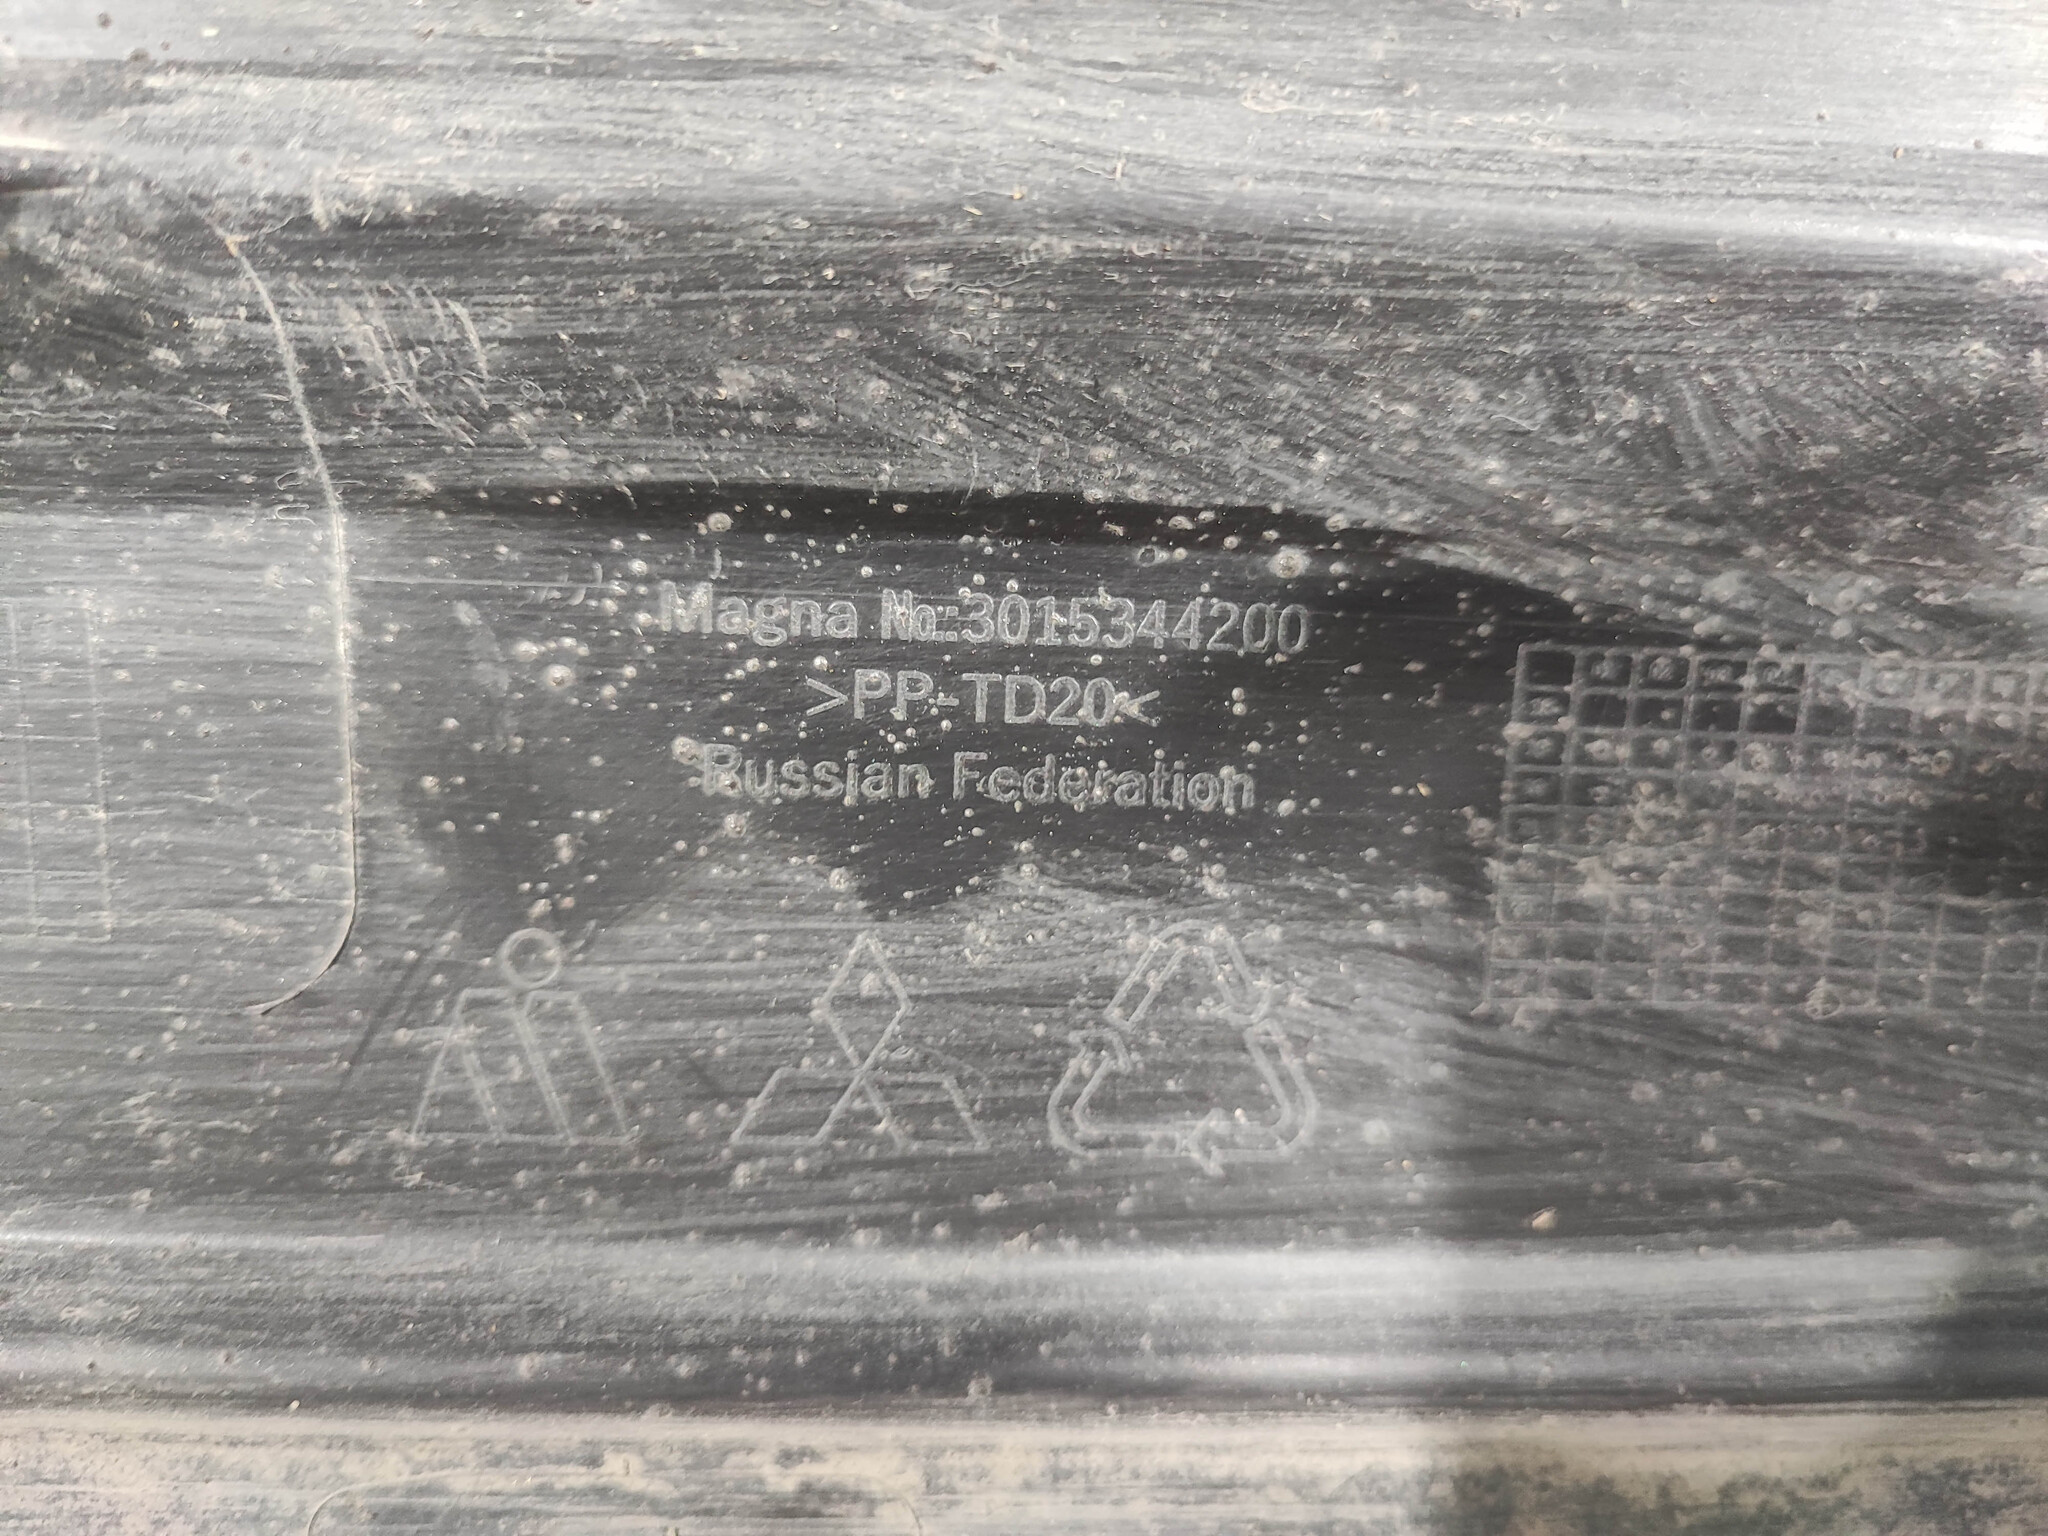 Magna No.:3015344200
>PP-TD20<
Russian Federation